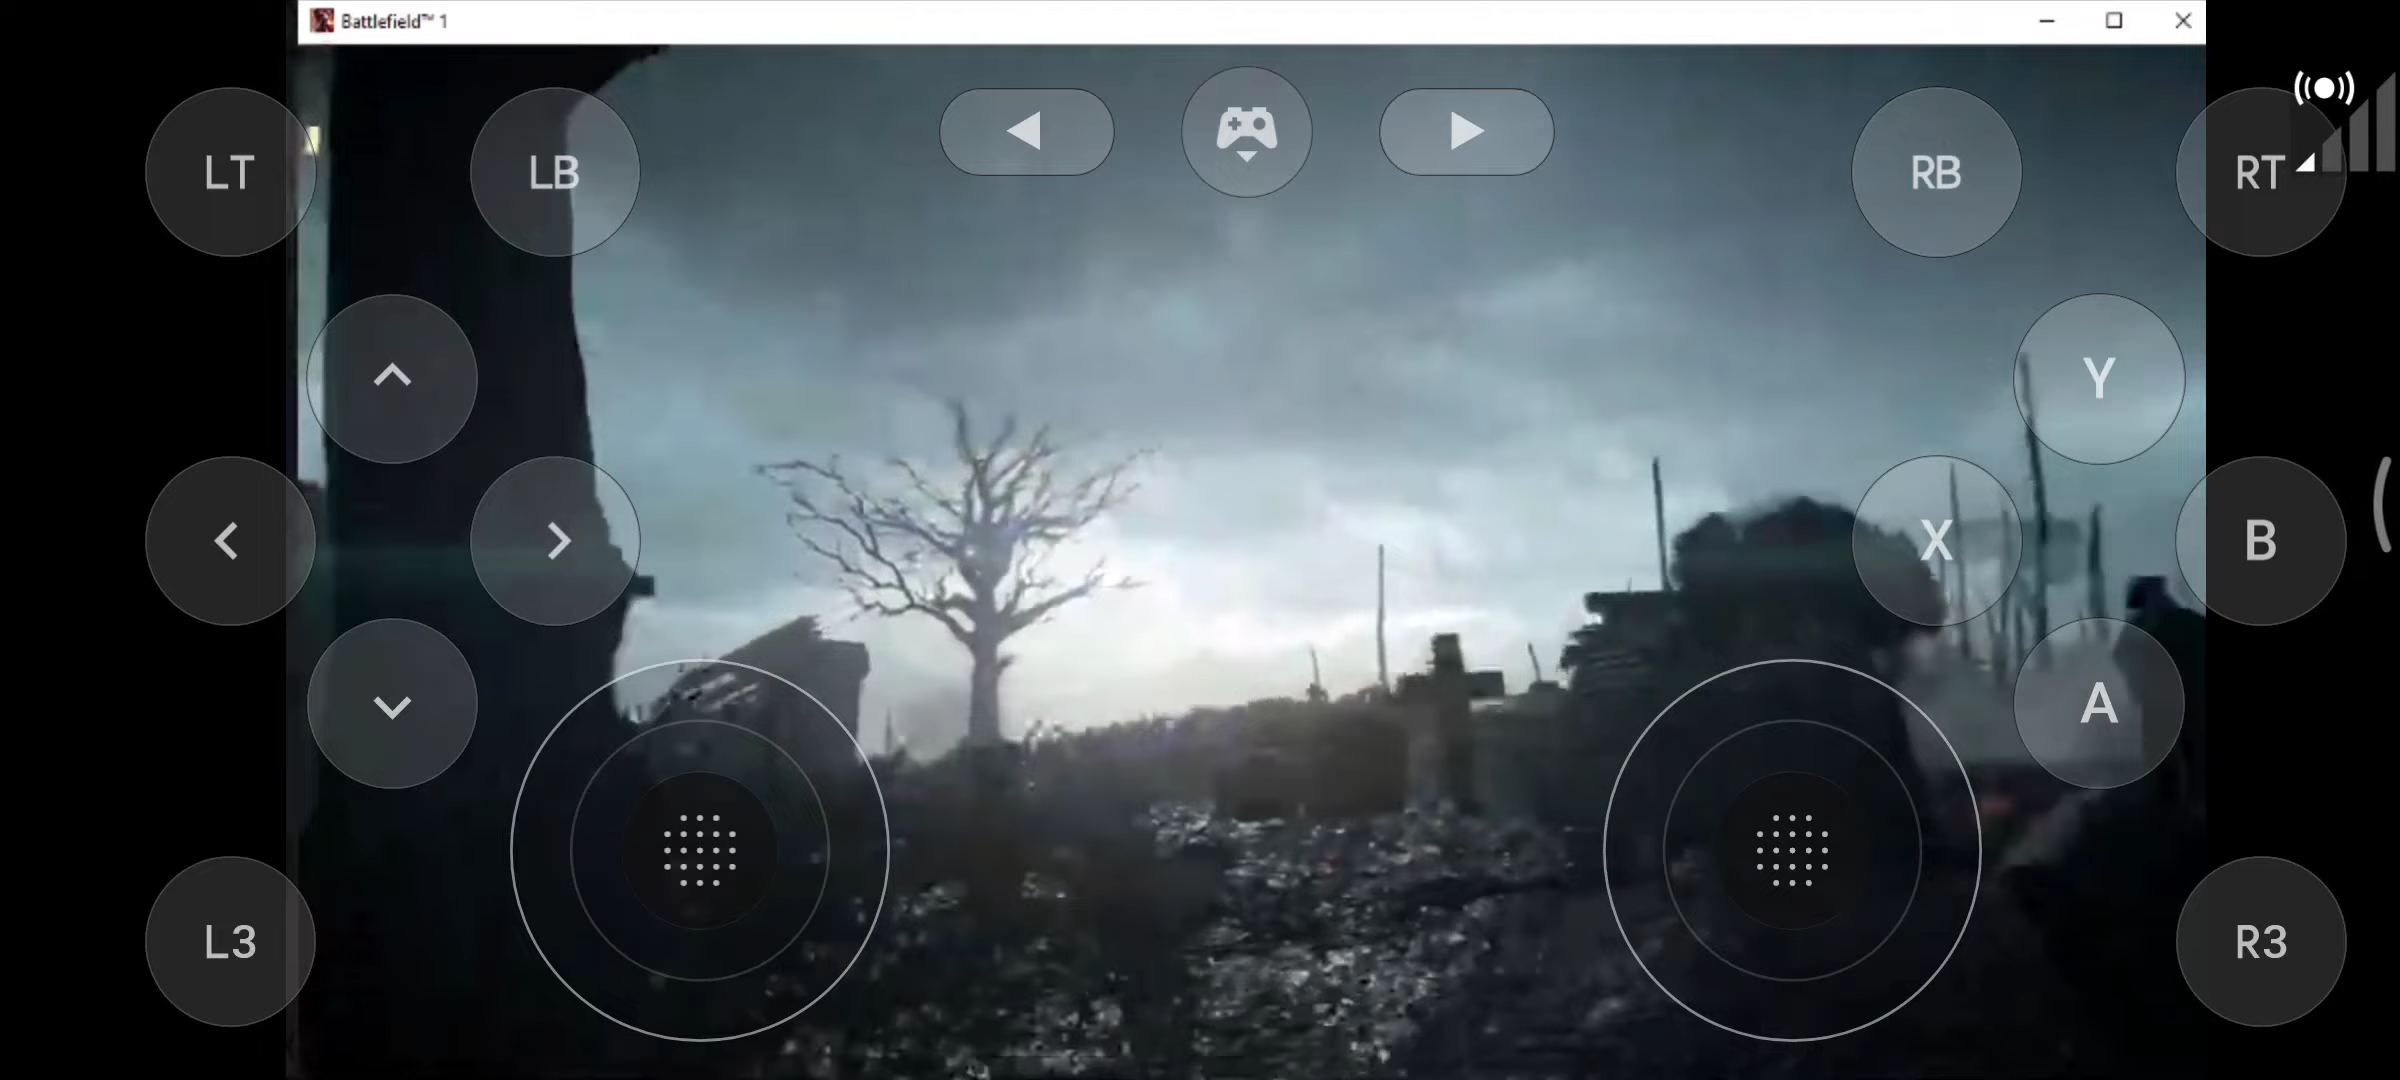 Battlefield™ 1
LT
LB
RB
RT
Y
X
B
A
L3
R3